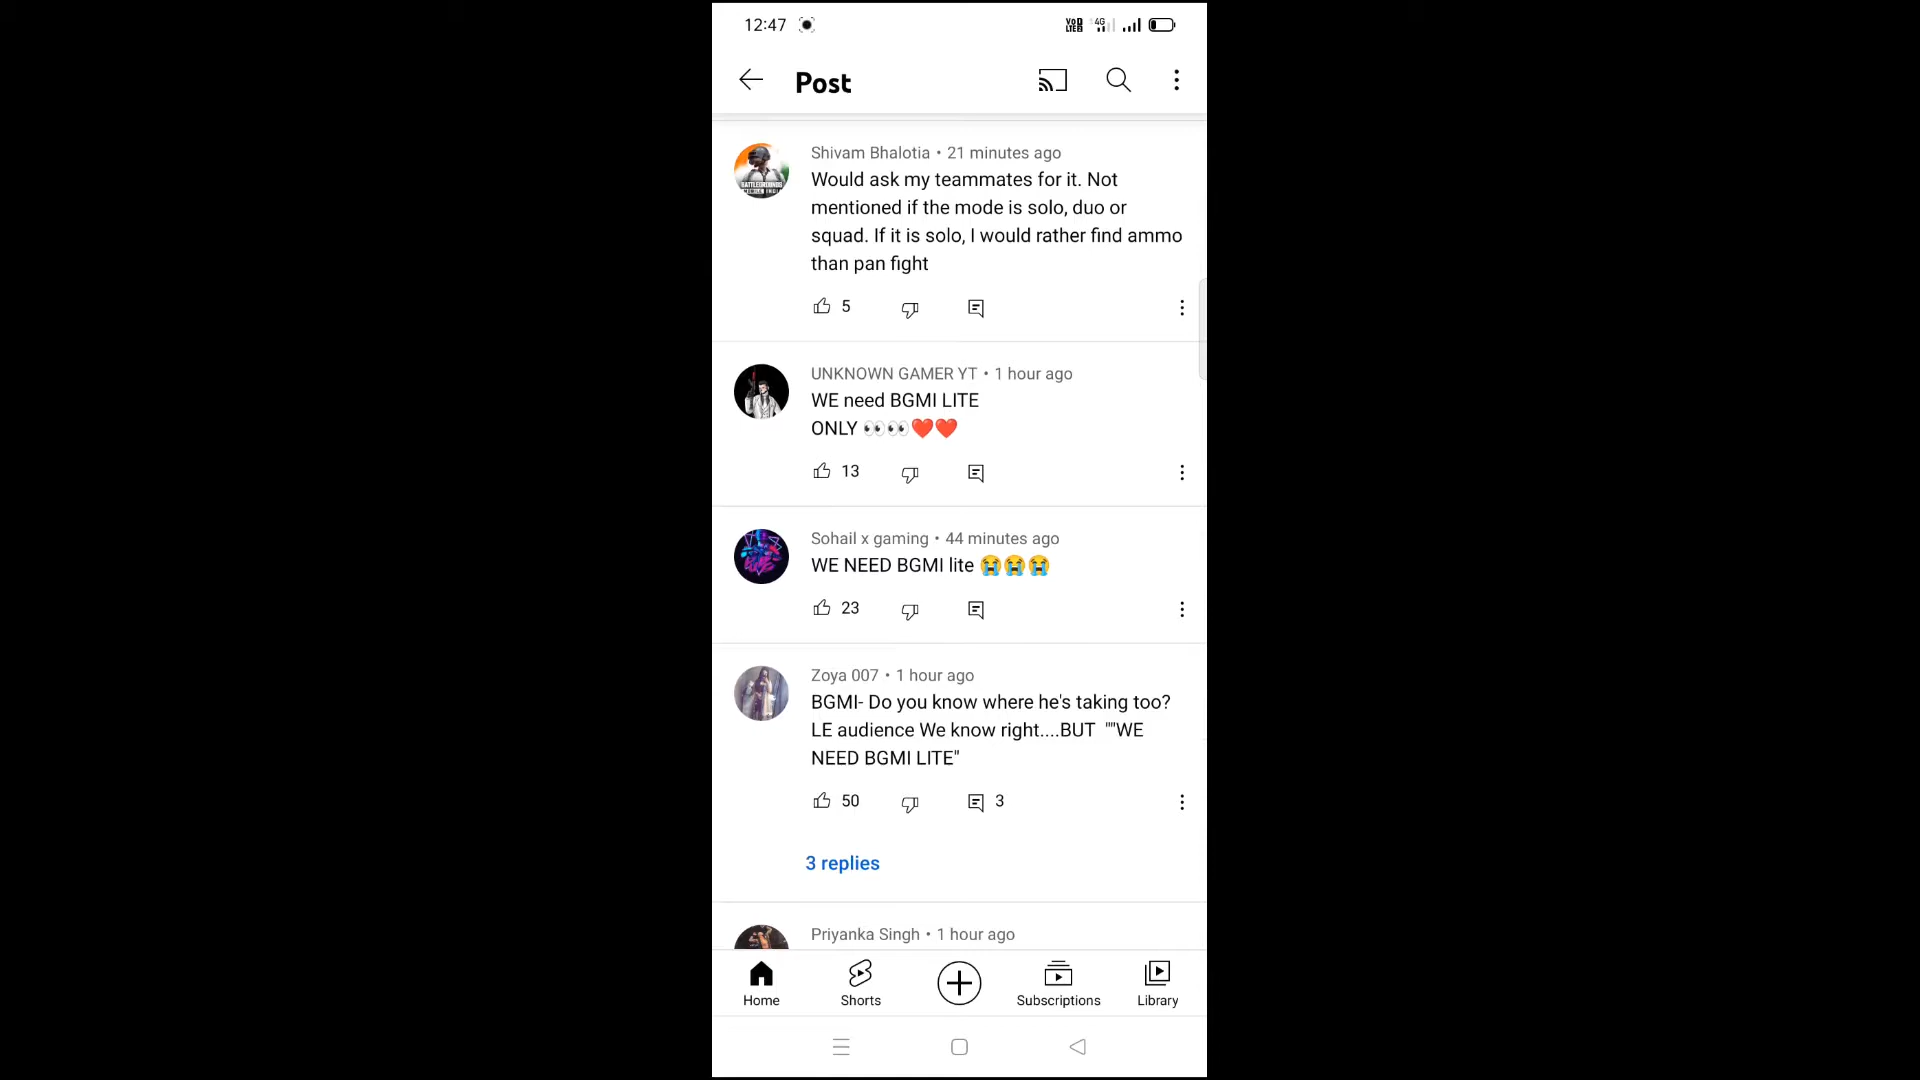 12:47
VoD
LTE2
4G
Post
Shivam Bhalotia • 21 minutes ago
Would ask my teammates for it. Not
mentioned if the mode is solo, duo or
squad. If it is solo, I would rather find ammo
than pan fight
5
UNKNOWN GAMER YT • 1 hour ago
WE need BGMI LITE
ONLY 👀👀❤️❤️
13
Sohail x gaming • 44 minutes ago
WE NEED BGMI lite 😭😭😭
23
Zoya 007 • 1 hour ago
BGMI- Do you know where he's taking too?
LE audience We know right....BUT ""WE
NEED BGMI LITE"
50
3
3 replies
Priyanka Singh • 1 hour ago
Home
Shorts
Subscriptions
Library